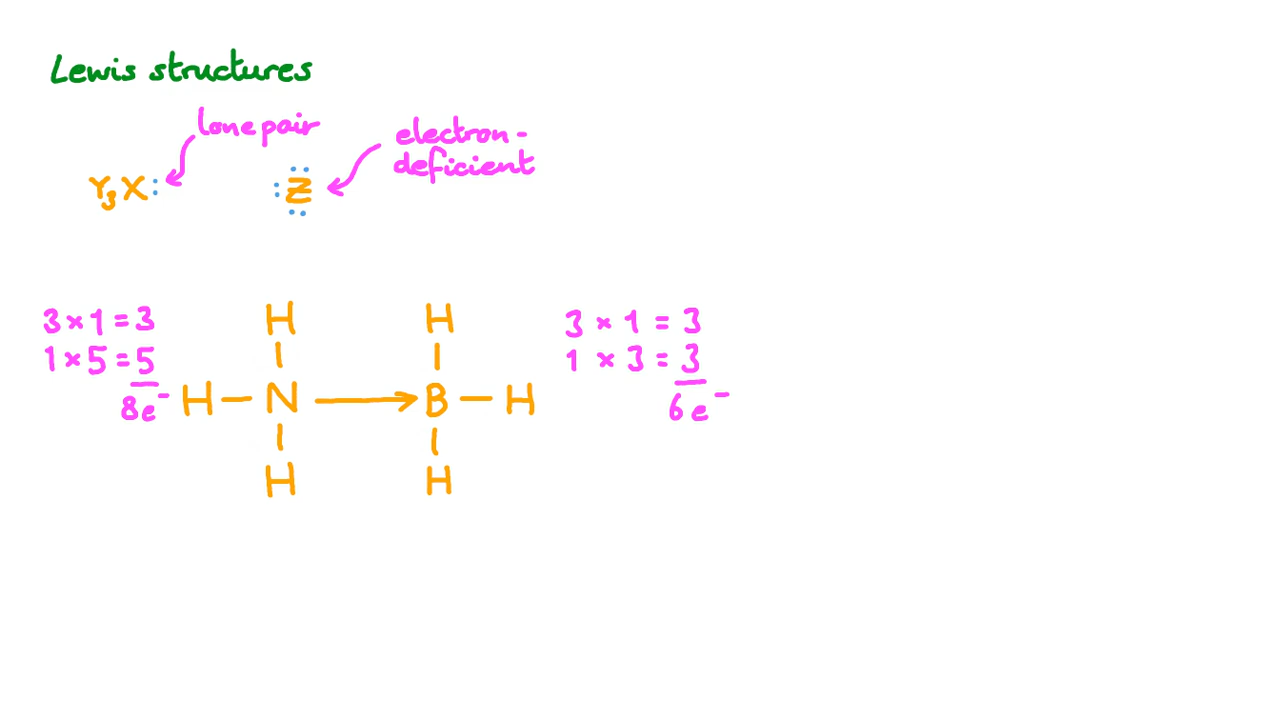 Lewis structures
lone pair
electron-
deficient
Y₃X:
:Z
3 × 1 = 3
1 × 5 = 5
8e⁻
H
H
3 × 1 = 3
1 × 3 = 3
6e⁻
H – N → B – H
H
H